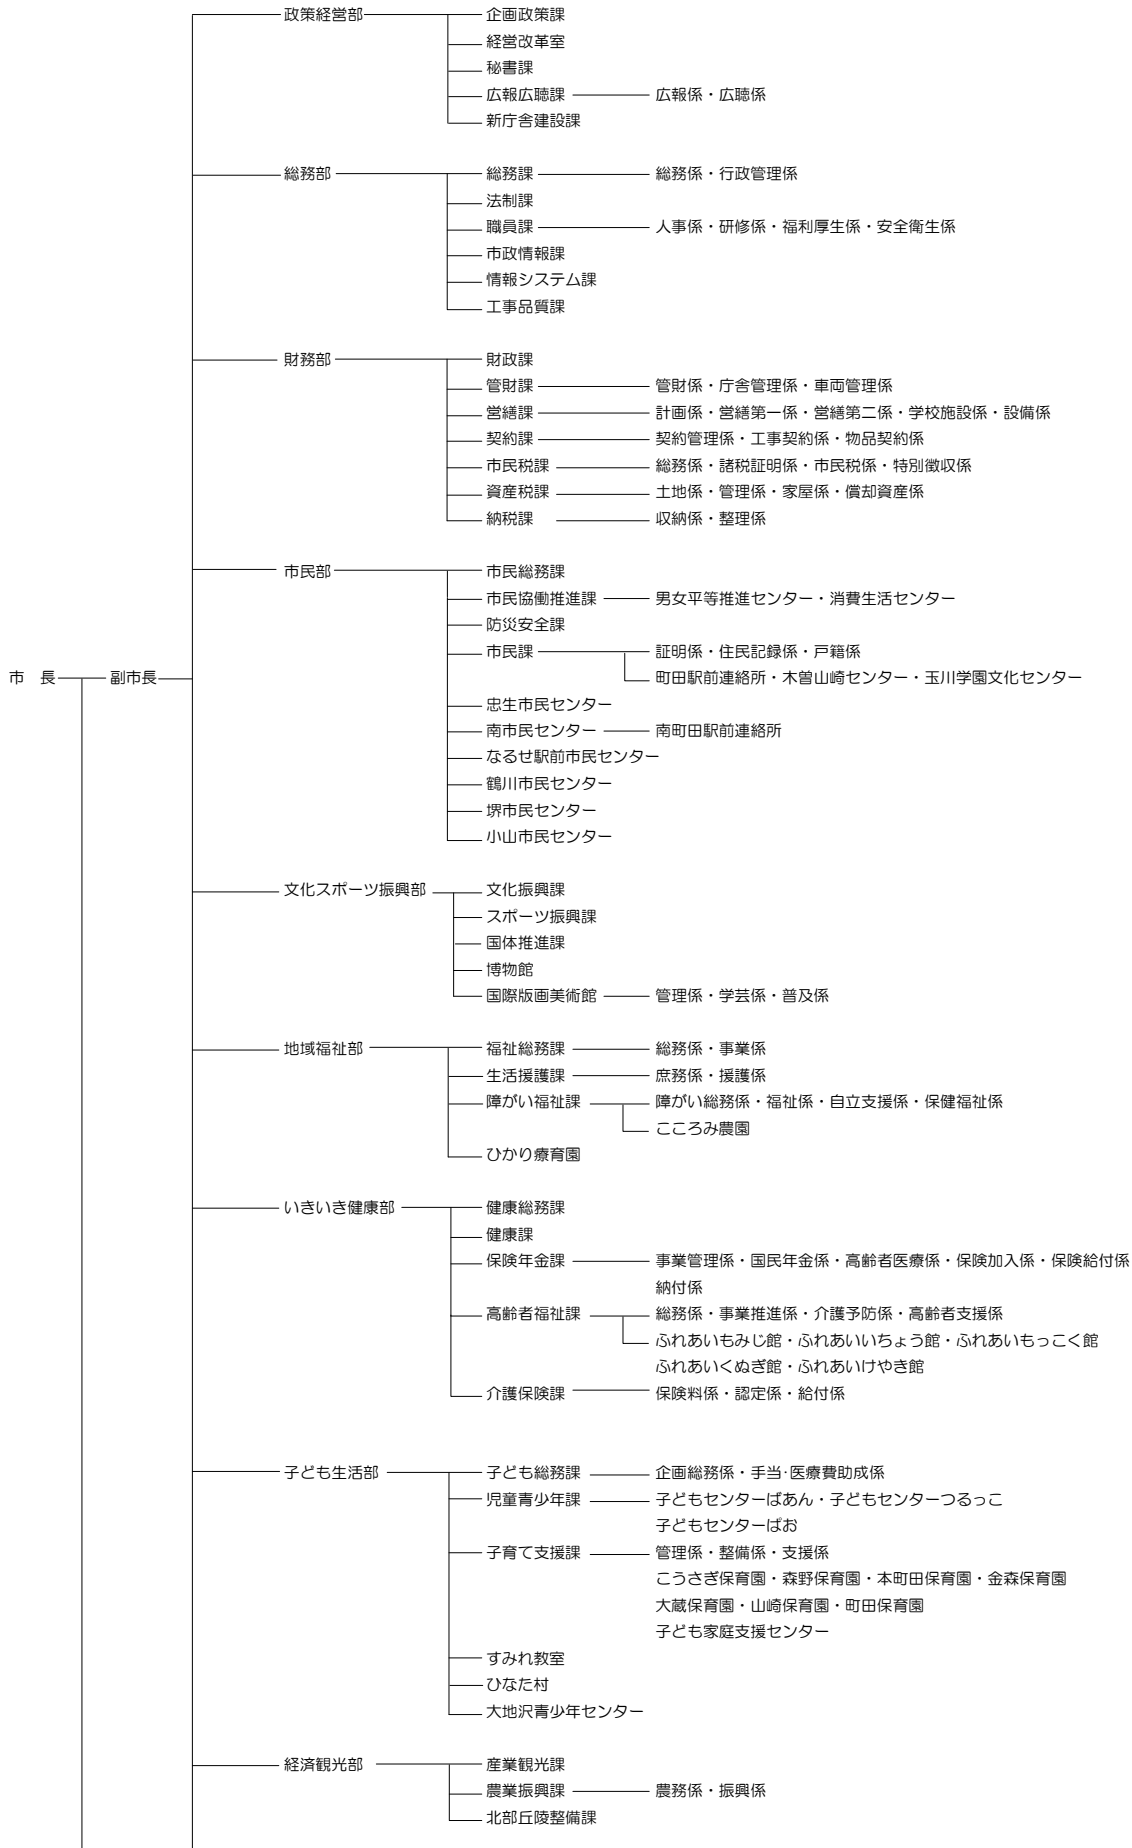 政策経営部 企画政策課
経営改革室
秘書課
広報広聴課 広報係・広聴係
新庁舎建設課
総務部 総務課 総務係・行政管理係
法制課
職員課 人事係・研修係・福利厚生係・安全衛生係
市政情報課
情報システム課
工事品質課
財務部 財政課
管財課 管財係・庁舎管理係・車両管理係
営繕課 計画係・営繕第一係・営繕第二係・学校施設係・設備係
契約課 契約管理係・工事契約係・物品契約係
市民税課 総務係・諸税証明係・市民税係・特別徴収係
資産税課 土地係・管理係・家屋係・償却資産係
納税課 収納係・整理係
市民部 市民総務課
市民協働推進課 男女平等推進センター・消費生活センター
防災安全課
市民課 証明係・住民記録係・戸籍係
市 長 副市長 町田駅前連絡所・木曽山崎センター・玉川学園文化センター
忠生市民センター
南市民センター 南町田駅前連絡所
なるせ駅前市民センター
鶴川市民センター
堺市民センター
小山市民センター
文化スポーツ振興部 文化振興課
スポーツ振興課
国体推進課
博物館
国際版画美術館 管理係・学芸係・普及係
地域福祉部 福祉総務課 総務係・事業係
生活援護課 庶務係・援護係
障がい福祉課 障がい総務係・福祉係・自立支援係・保健福祉係
こころみ農園
ひかり療育園
いきいき健康部 健康総務課
健康課
保険年金課 事業管理係・国民年金係・高齢者医療係・保険加入係・保険給付係
納付係
高齢者福祉課 総務係・事業推進係・介護予防係・高齢者支援係
ふれあいもみじ館・ふれあいいちょう館・ふれあいもっこく館
ふれあいくぬぎ館・ふれあいけやき館
介護保険課 保険料係・認定係・給付係
子ども生活部 子ども総務課 企画総務係・手当・医療費助成係
児童青少年課 子どもセンターばあん・子どもセンターつるっこ
子どもセンターぱお
子育て支援課 管理係・整備係・支援係
こうさぎ保育園・森野保育園・本町田保育園・金森保育園
大蔵保育園・山崎保育園・町田保育園
子ども家庭支援センター
すみれ教室
ひなた村
大地沢青少年センター
経済観光部 産業観光課
農業振興課 農務係・振興係
北部丘陵整備課